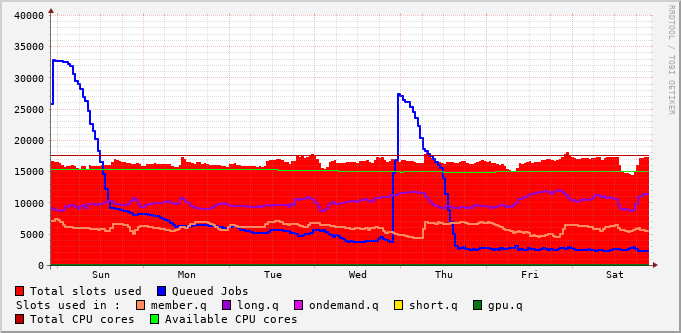 RRDTOOL / TOBI OETIKER
40000
35000
30000
25000
20000
15000
10000
5000
0
Sun Mon Tue Wed Thu Fri Sat
Total slots used Queued Jobs
Slots used in : member.q long.q ondemand.q short.q gpu.q
Total CPU cores Available CPU cores